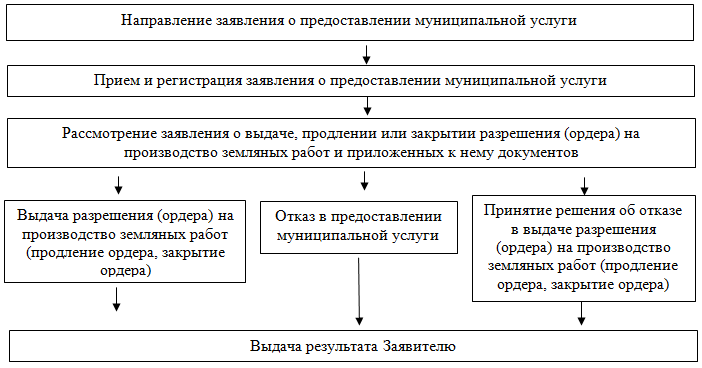 Направление заявления о предоставлении муниципальной услуги
Прием и регистрация заявления о предоставлении муниципальной услуги
Рассмотрение заявления о выдаче, продлении или закрытии разрешения (ордера) на
производство земляных работ и приложенных к нему документов
Выдача разрешения (ордера) на
производство земляных работ
(продление ордера, закрытие
ордера)
Отказ в предоставлении
муниципальной услуги
Принятие решения об отказе
в выдаче разрешения
(ордера) на производство
земляных работ (продление
ордера, закрытие ордера)
Выдача результата Заявителю